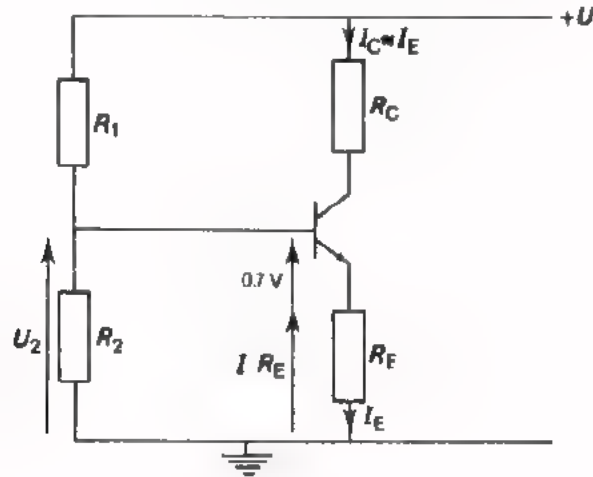 +U
I_C≈I_E
R_1
R_C
0.7 V
U_2
R_2
I R_E
R_E
I_E